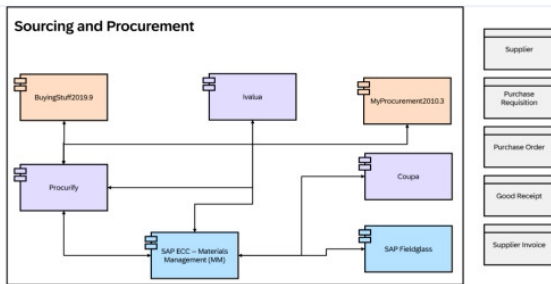 Sourcing and Procurement
BuyingStuff2019.9
Ivalua
MyProcurement2010.3
Procurify
Coupa
SAP ECC – Materials
Management (MM)
SAP Fieldglass
Supplier
Purchase
Requisition
Purchase Order
Good Receipt
Supplier Invoice